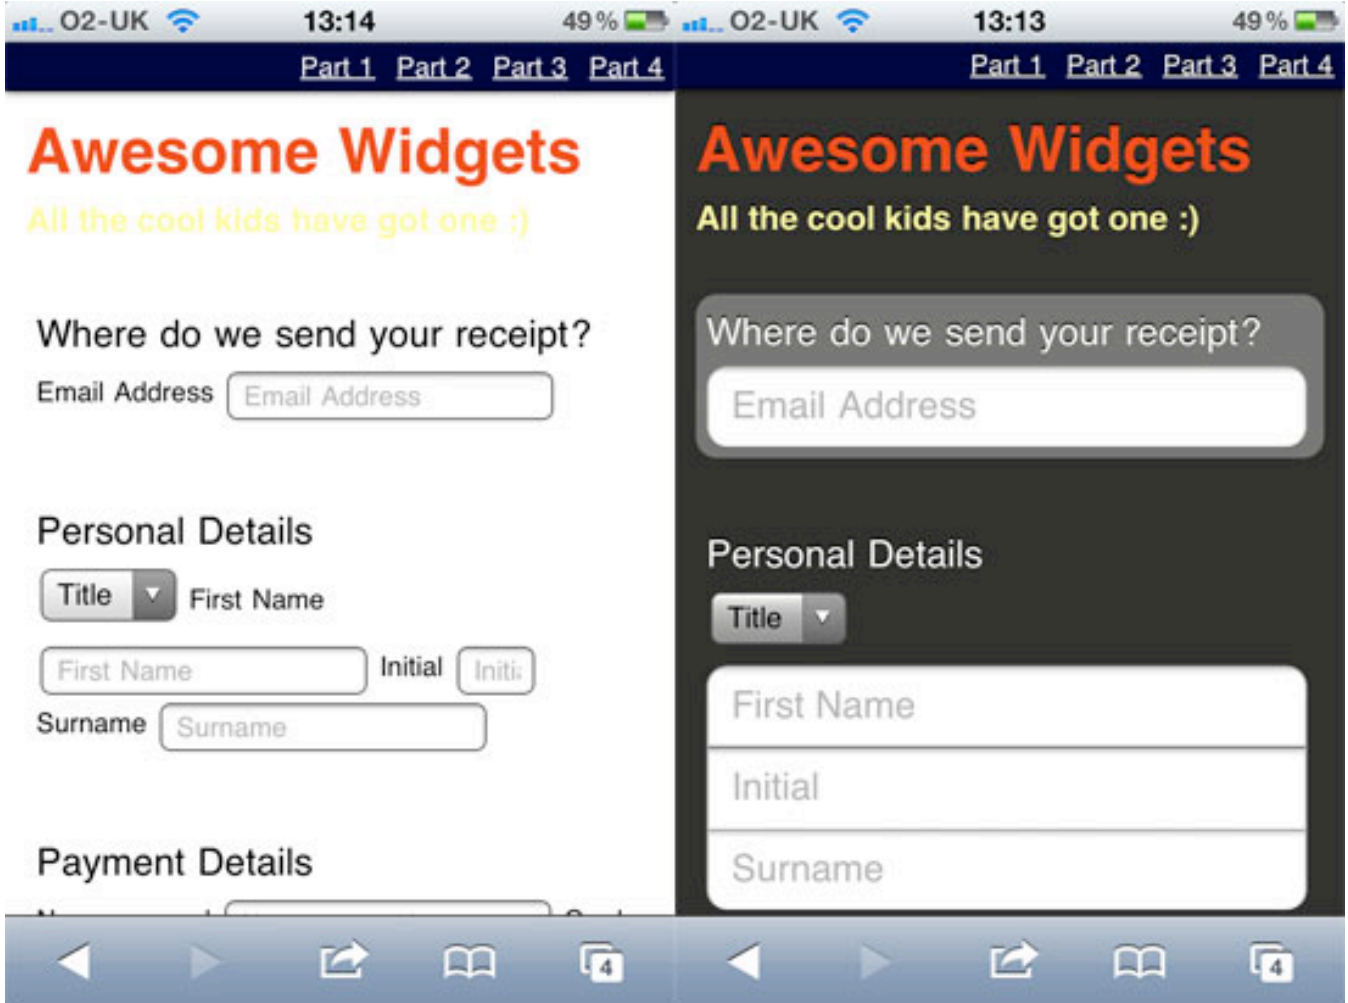 O2-UK 13:14 49%
Part 1 Part 2 Part 3 Part 4
Awesome Widgets
All the cool kids have got one :)
Where do we send your receipt?
Email Address Email Address
Personal Details
Title First Name
First Name Initial Initi
Surname Surname
Payment Details
4
O2-UK 13:13 49%
Part 1 Part 2 Part 3 Part 4
Awesome Widgets
All the cool kids have got one :)
Where do we send your receipt?
Email Address
Personal Details
Title
First Name
Initial
Surname
4